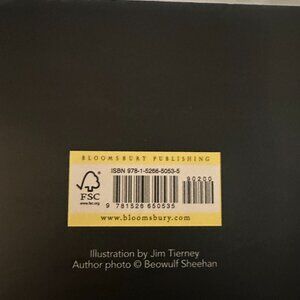 BLOOMSBURY PUBLISHING
ISBN 978-1-5266-5053-5
90200
FSC
www.fsc.org
9 781526 650535
www.bloomsbury.com
Illustration by Jim Tierney
Author photo © Beowulf Sheehan